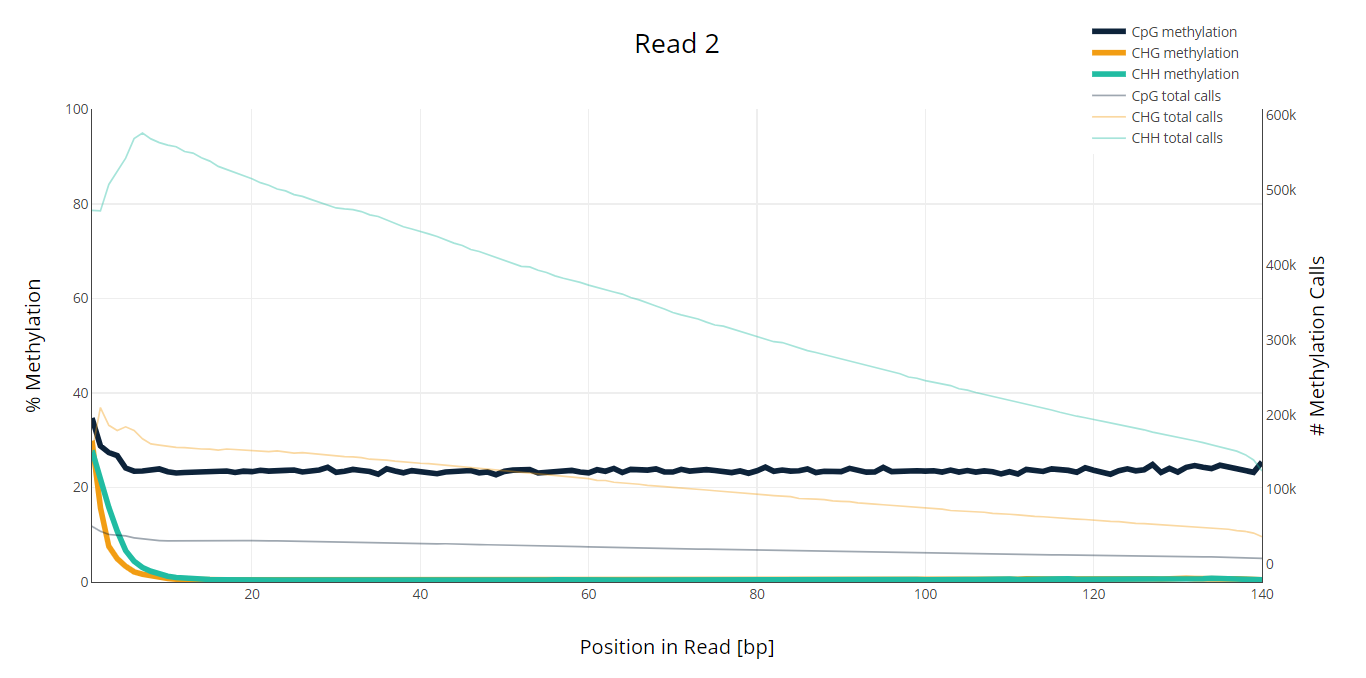 Read 2
CpG methylation
CHG methylation
CHH methylation
CpG total calls
CHG total calls
CHH total calls
100
80
60
40
20
0
% Methylation
600k
500k
400k
300k
200k
100k
0
# Methylation Calls
20 40 60 80 100 120 140
Position in Read [bp]